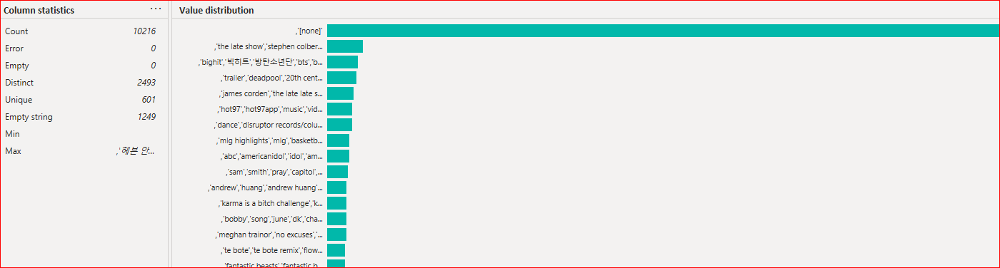 Column statistics
...
Value distribution
Count 10216
Error 0
Empty 0
Distinct 2493
Unique 601
Empty string 1249
Min
Max ,'헤븐 안...
,'[none]'
,'the late show','stephen colber...
,'bighit','빅히트','방탄소년단','bts','b...
,'trailer','deadpool','20th cent...
,'james corden','the late late s...
,'hot97','hot97app','music','vid...
,'dance','disruptor records/colu...
,'mlg highlights','mlg','basketb...
,'abc','americanidol','idol','am...
,'sam','smith','pray','capitol',...
,'andrew','huang','andrew huang'...
,'karma is a bitch challenge','k...
,'bobby','song','june','dk','cha...
,'meghan trainor','no excuses','...
,'te bote','te bote remix','flow...
,'fantastic beasts','fantastic b...